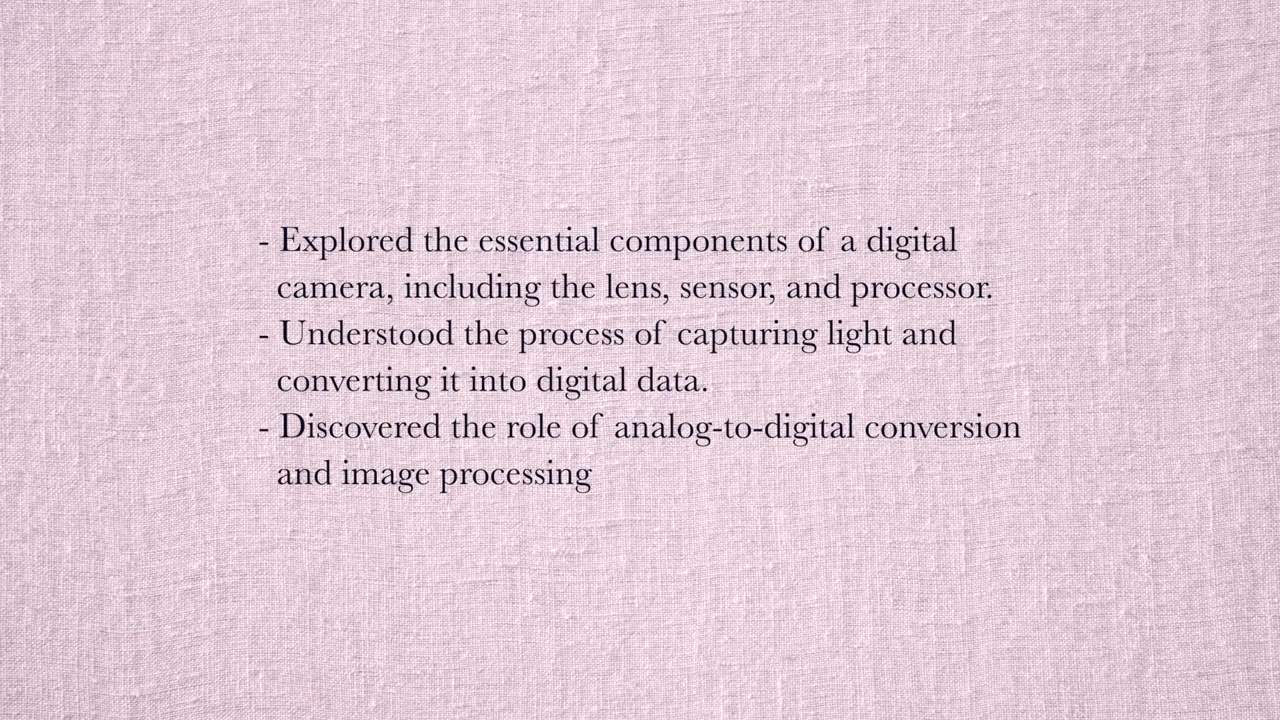 - Explored the essential components of a digital
camera, including the lens, sensor, and processor.
- Understood the process of capturing light and
converting it into digital data.
- Discovered the role of analog-to-digital conversion
and image processing